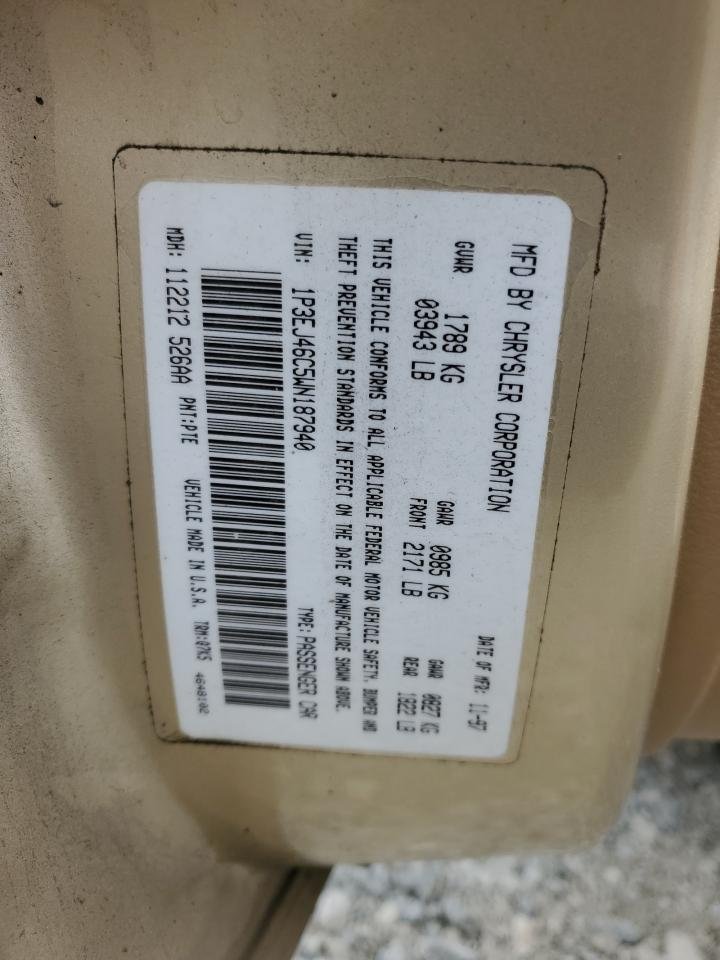 MFD BY CHRYSLER CORPORATION
DATE OF MFR: 11-97
GVWR 1789 KG
03943 LB
GAWR 0985 KG
FRONT 2171 LB
GAWR 0827 KG
REAR 1822 LB
THIS VEHICLE CONFORMS TO ALL APPLICABLE FEDERAL MOTOR VEHICLE SAFETY, BUMPER AND
THEFT PREVENTION STANDARDS IN EFFECT ON THE DATE OF MANUFACTURE SHOWN ABOVE.
VIN: 1P3EJ46C5WN187940 TYPE: PASSENGER CAR
MDH: 112212 526AA PNT:PTE VEHICLE MADE IN U.S.A. TRM:07K5 4648102